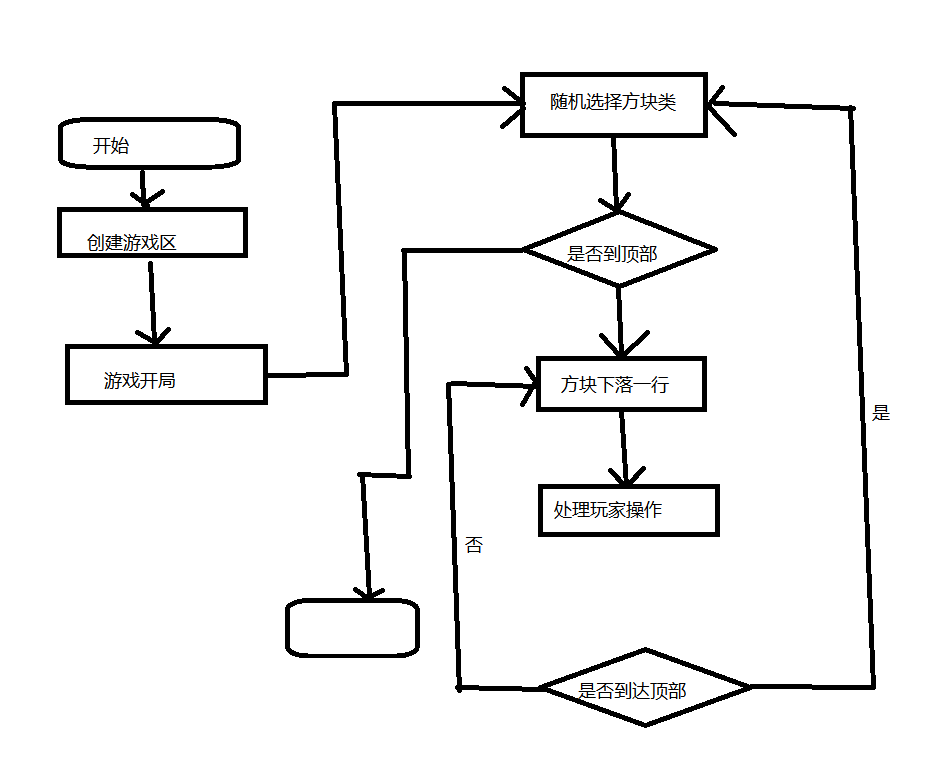 开始
创建游戏区
游戏开局
随机选择方块类
是否到顶部
方块下落一行
处理玩家操作
是否到达顶部
否
是